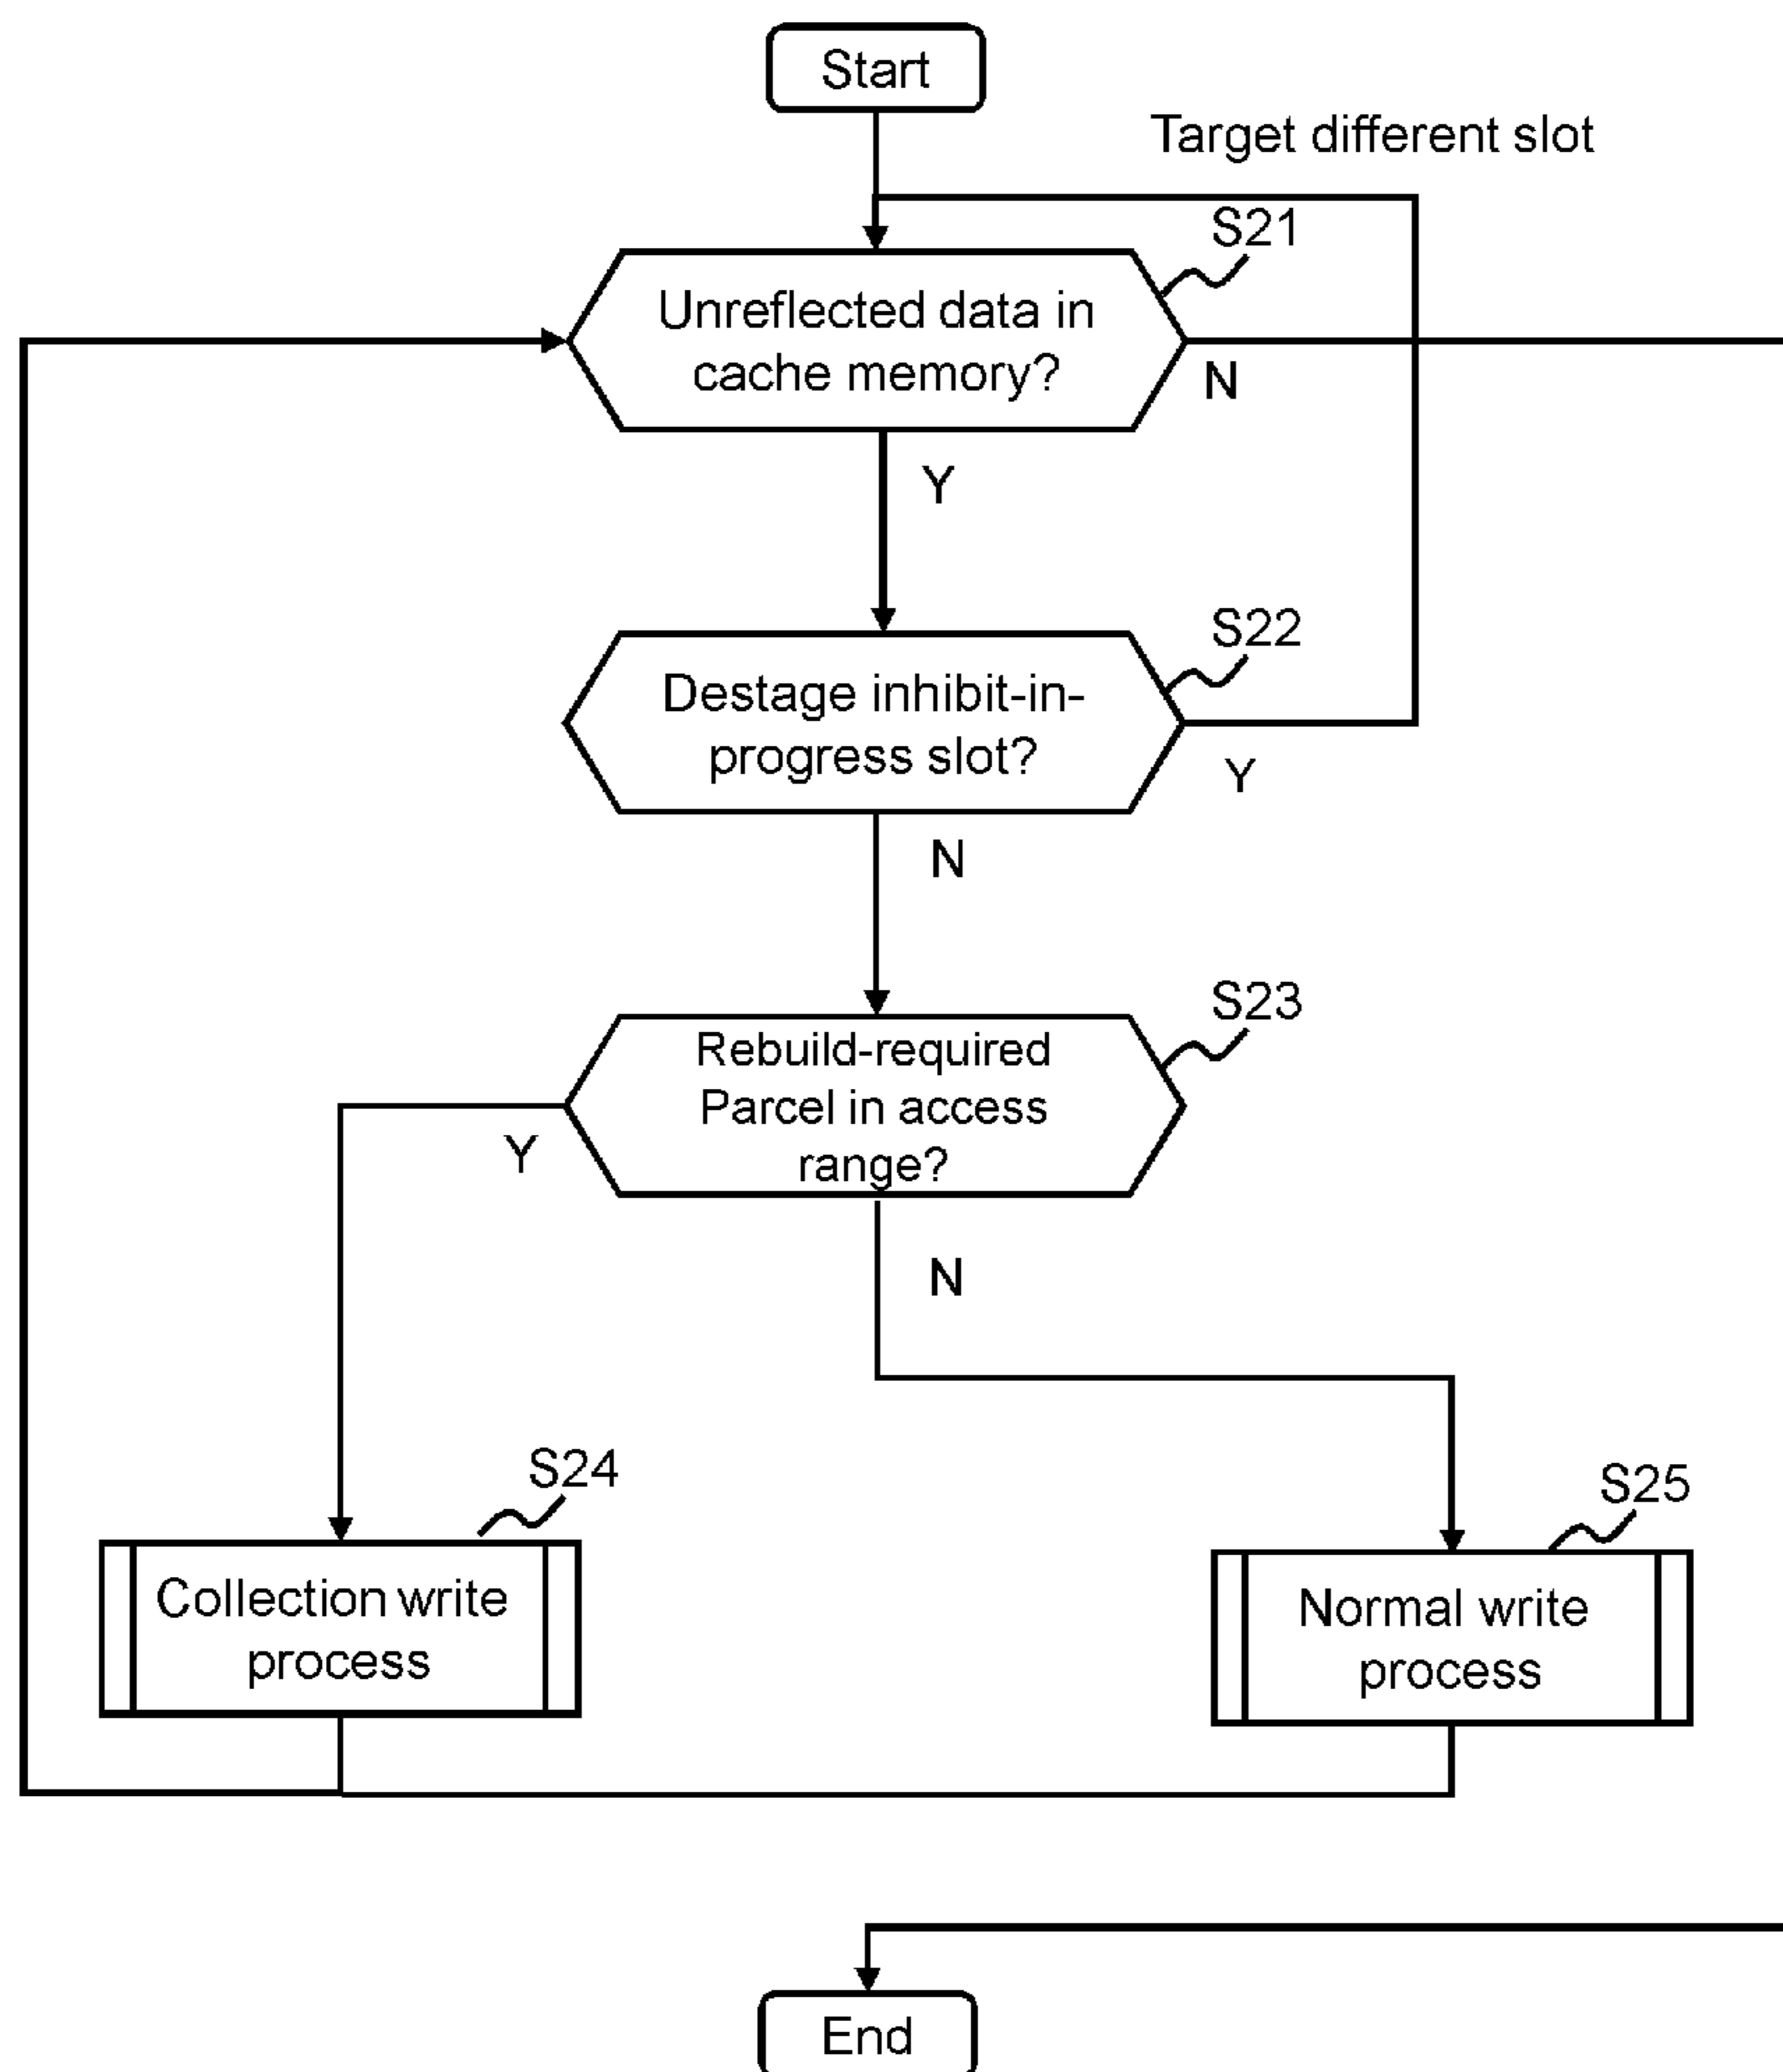 Start
Target different slot
S21
Unreflected data in
cache memory?
N
Y
S22
Destage inhibit-in-
progress slot?
Y
N
S23
Rebuild-required
Parcel in access
range?
Y
N
S24
S25
Collection write
process
Normal write
process
End